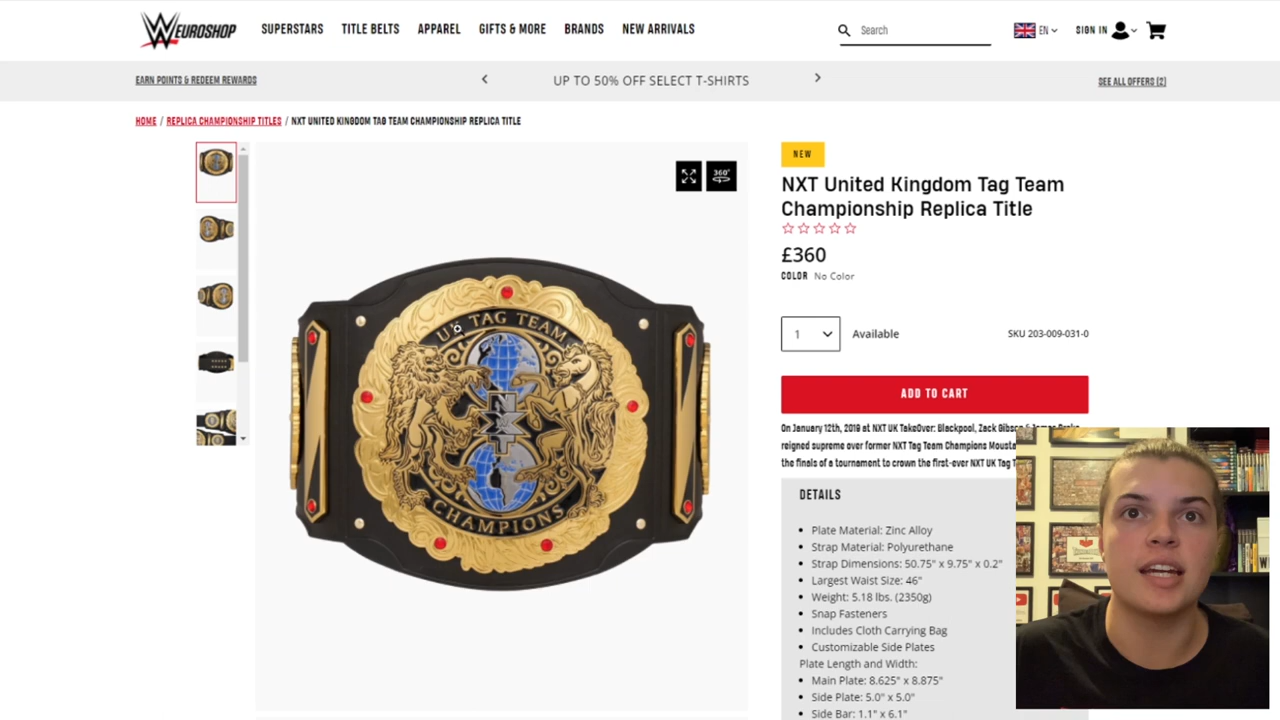 WW EUROSHOP
SUPERSTARS TITLE BELTS APPAREL GIFTS & MORE BRANDS NEW ARRIVALS
Search
EN
SIGN IN
EARN POINTS & REDEEM REWARDS
UP TO 50% OFF SELECT T-SHIRTS
SEE ALL OFFERS (2)
HOME / REPLICA CHAMPIONSHIP TITLES / NXT UNITED KINGDOM TAG TEAM CHAMPIONSHIP REPLICA TITLE
360°
UK TAG TEAM
NXT
CHAMPIONS
NEW
NXT United Kingdom Tag Team
Championship Replica Title
£360
COLOR No Color
1
Available
SKU 203-009-031-0
ADD TO CART
On January 12th, 2019 at NXT UK TakeOver: Blackpool, Zack Gibson & James Drake
reigned supreme over former NXT Tag Team Champions
the finals of a tournament to crown the first-ever NXT UK Tag
DETAILS
• Plate Material: Zinc Alloy
• Strap Material: Polyurethane
• Strap Dimensions: 50.75" x 9.75" x 0.2"
• Largest Waist Size: 46"
• Weight: 5.18 lbs. (2350g)
• Snap Fasteners
• Includes Cloth Carrying Bag
• Customizable Side Plates
Plate Length and Width:
• Main Plate: 8.625" x 8.875"
• Side Plate: 5.0" x 5.0"
• Side Bar: 1.1" x 6.1"